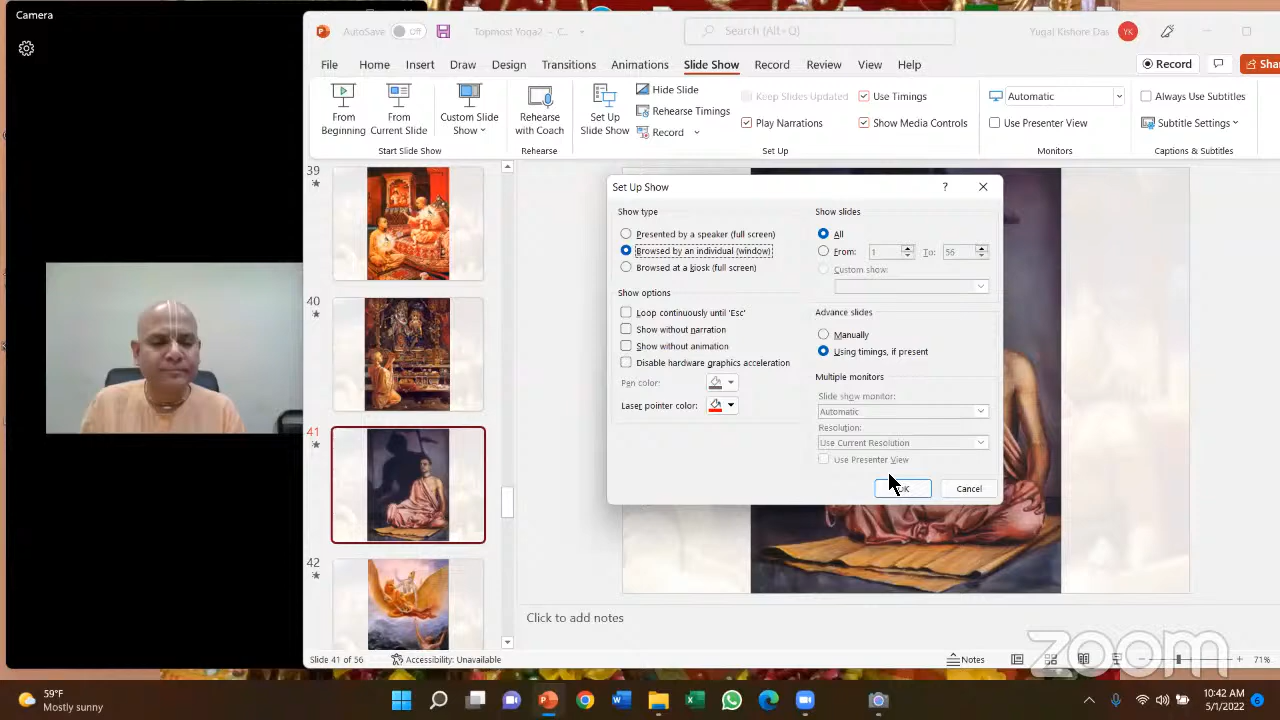 Camera
AutoSave Off Topmost Yoga? - C... Search (Alt+Q) Yugal Kishore Das YK
File Home Insert Draw Design Transitions Animations Slide Show Record Review View Help Record
From Beginning
From Current Slide
Custom Slide Show
Start Slide Show
Rehearse with Coach
Rehearse
Set Up Slide Show
Hide Slide
Rehearse Timings
Record
Keep Slides Updated
Play Narrations
Use Timings
Show Media Controls
Set Up
Automatic
Use Presenter View
Monitors
Always Use Subtitles
Subtitle Settings
Captions & Subtitles
39
40
41
42
Set Up Show ?
Show type
Presented by a speaker (full screen)
Browsed by an individual (window)
Browsed at a kiosk (full screen)
Show options
Loop continuously until 'Esc'
Show without narration
Show without animation
Disable hardware graphics acceleration
Pen color:
Laser pointer color:
Show slides
All
From: 1 To: 56
Custom show:
Advance slides
Manually
Using timings, if present
Multiple monitors
Slide show monitor:
Automatic
Resolution:
Use Current Resolution
Use Presenter View
OK Cancel
Click to add notes
zoom
Slide 41 of 56 Accessibility: Unavailable Notes 71%
59°F
Mostly sunny
10:42 AM
5/1/2022